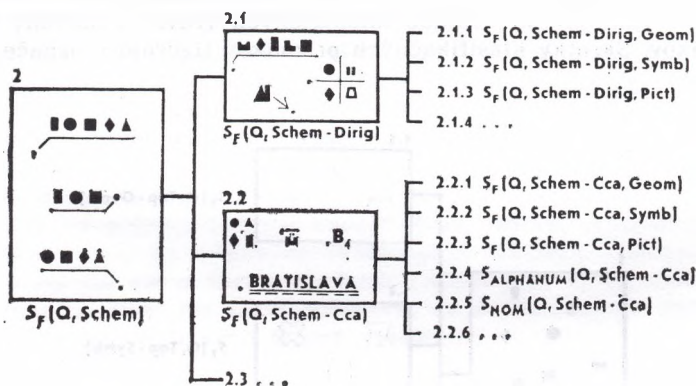 2
S_F(Q, Schem)
2.1
S_F(Q, Schem - Dirig)
2.1.1 S_F(Q, Schem - Dirig, Geom)
2.1.2 S_F(Q, Schem - Dirig, Symb)
2.1.3 S_F(Q, Schem - Dirig, Pict)
2.1.4 . . .
2.2
.B₄
. BRATISLAVA
S_F(Q, Schem - Cca)
2.2.1 S_F(Q, Schem - Cca, Geom)
2.2.2 S_F(Q, Schem - Cca, Symb)
2.2.3 S_F(Q, Schem - Cca, Pict)
2.2.4 S_ALPHANUM(Q, Schem - Cca)
2.2.5 S_NOM(Q, Schem - Cca)
2.2.6 . . .
2.3 . . .